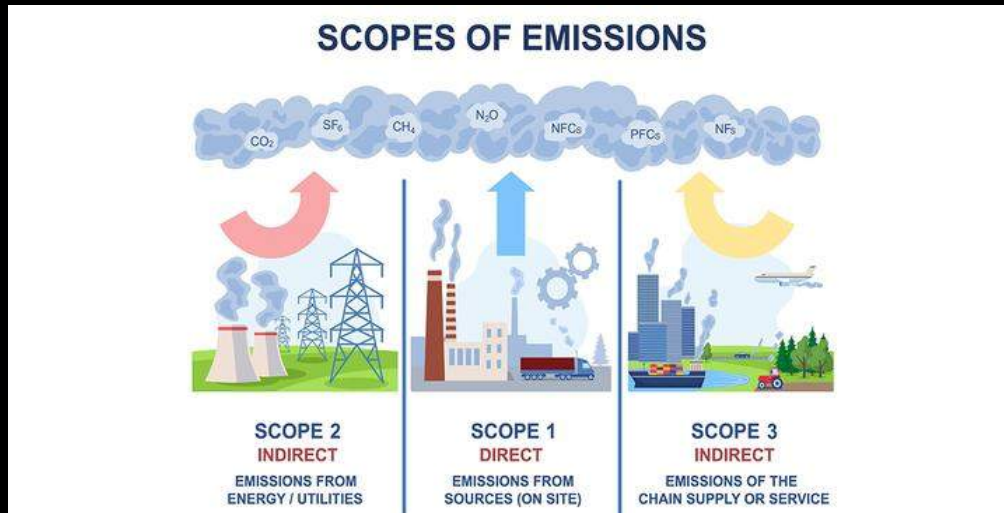 SCOPES OF EMISSIONS
CO₂
SF₆
CH₄
N₂O
NFCs
PFCs
NFs
SCOPE 2
INDIRECT
EMISSIONS FROM
ENERGY / UTILITIES
SCOPE 1
DIRECT
EMISSIONS FROM
SOURCES (ON SITE)
SCOPE 3
INDIRECT
EMISSIONS OF THE
CHAIN SUPPLY OR SERVICE